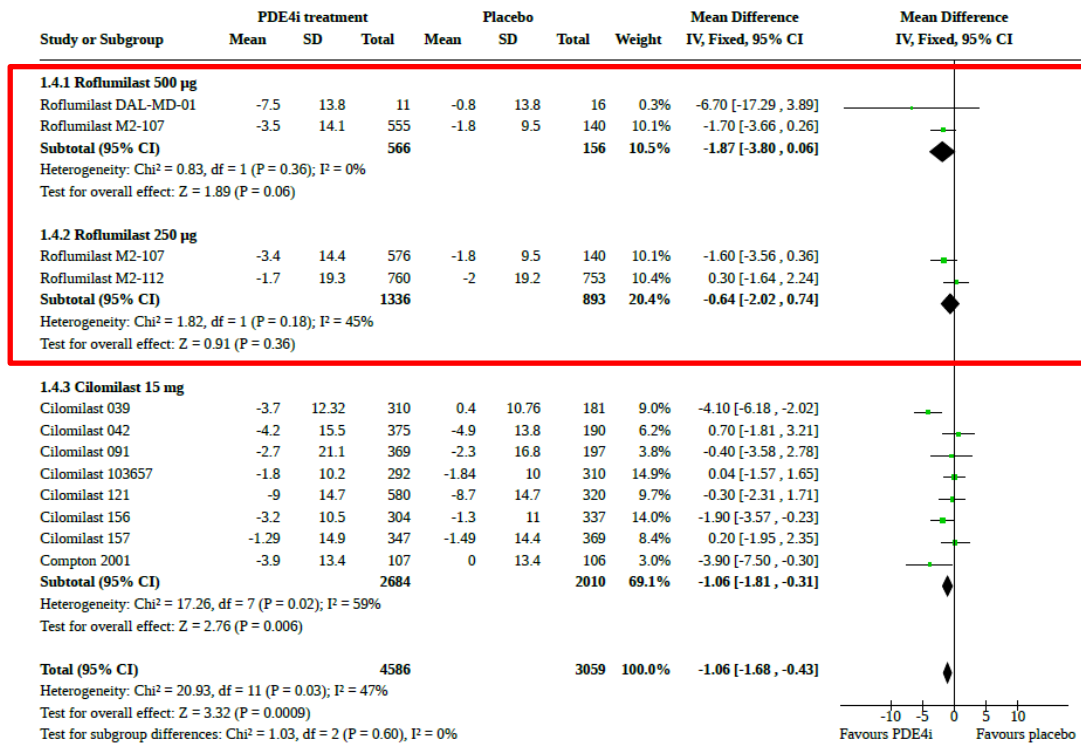 PDE4i treatment Placebo Mean Difference Mean Difference
Study or Subgroup Mean SD Total Mean SD Total Weight IV, Fixed, 95% CI IV, Fixed, 95% CI
1.4.1 Roflumilast 500 µg
Roflumilast DAL-MD-01 -7.5 13.8 11 -0.8 13.8 16 0.3% -6.70 [-17.29 , 3.89]
Roflumilast M2-107 -3.5 14.1 555 -1.8 9.5 140 10.1% -1.70 [-3.66 , 0.26]
Subtotal (95% CI) 566 156 10.5% -1.87 [-3.80 , 0.06]
Heterogeneity: Chi² = 0.83, df = 1 (P = 0.36); I² = 0%
Test for overall effect: Z = 1.89 (P = 0.06)
1.4.2 Roflumilast 250 µg
Roflumilast M2-107 -3.4 14.4 576 -1.8 9.5 140 10.1% -1.60 [-3.56 , 0.36]
Roflumilast M2-112 -1.7 19.3 760 -2 19.2 753 10.4% 0.30 [-1.64 , 2.24]
Subtotal (95% CI) 1336 893 20.4% -0.64 [-2.02 , 0.74]
Heterogeneity: Chi² = 1.82, df = 1 (P = 0.18); I² = 45%
Test for overall effect: Z = 0.91 (P = 0.36)
1.4.3 Cilomilast 15 mg
Cilomilast 039 -3.7 12.32 310 0.4 10.76 181 9.0% -4.10 [-6.18 , -2.02]
Cilomilast 042 -4.2 15.5 375 -4.9 13.8 190 6.2% 0.70 [-1.81 , 3.21]
Cilomilast 091 -2.7 21.1 369 -2.3 16.8 197 3.8% -0.40 [-3.58 , 2.78]
Cilomilast 103657 -1.8 10.2 292 -1.84 10 310 14.9% 0.04 [-1.57 , 1.65]
Cilomilast 121 -9 14.7 580 -8.7 14.7 320 9.7% -0.30 [-2.31 , 1.71]
Cilomilast 156 -3.2 10.5 304 -1.3 11 337 14.0% -1.90 [-3.57 , -0.23]
Cilomilast 157 -1.29 14.9 347 -1.49 14.4 369 8.4% 0.20 [-1.95 , 2.35]
Compton 2001 -3.9 13.4 107 0 13.4 106 3.0% -3.90 [-7.50 , -0.30]
Subtotal (95% CI) 2684 2010 69.1% -1.06 [-1.81 , -0.31]
Heterogeneity: Chi² = 17.26, df = 7 (P = 0.02); I² = 59%
Test for overall effect: Z = 2.76 (P = 0.006)
Total (95% CI) 4586 3059 100.0% -1.06 [-1.68 , -0.43]
Heterogeneity: Chi² = 20.93, df = 11 (P = 0.03); I² = 47%
Test for overall effect: Z = 3.32 (P = 0.0009)
Test for subgroup differences: Chi² = 1.03, df = 2 (P = 0.60), I² = 0%
-10 -5 0 5 10
Favours PDE4i Favours placebo